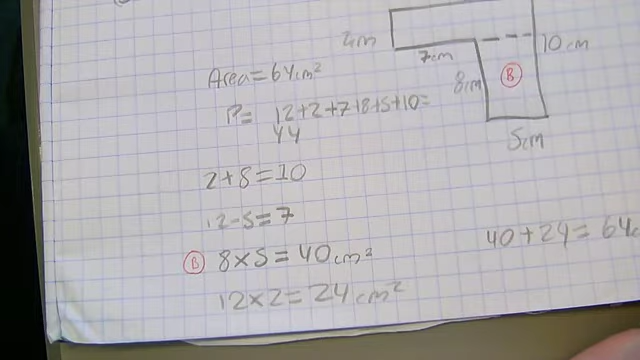 2cm
7cm
10cm
8cm
B
5cm
Area = 64cm²
P = 12+2+7+8+5+10=
44
2+8=10
12-5=7
B 8×5=40cm²
40+24=64c
12×2=24cm²